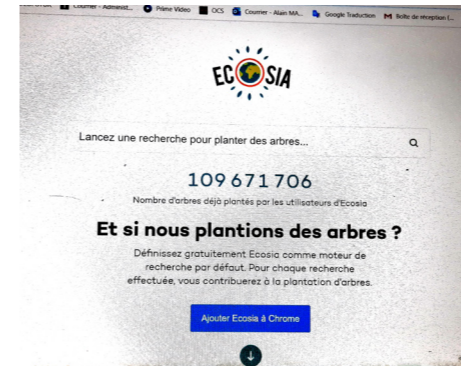 Courrier - Administ... Prime Video OCS Courrier - Alain MA... Google Traduction Boîte de réception (...
ECOSIA
Lancez une recherche pour planter des arbres...
109 671 706
Nombre d'arbres déjà plantés par les utilisateurs d'Ecosia
Et si nous plantions des arbres ?
Définissez gratuitement Ecosia comme moteur de
recherche par défaut. Pour chaque recherche
effectuée, vous contribuerez à la plantation d'arbres.
Ajouter Ecosia à Chrome